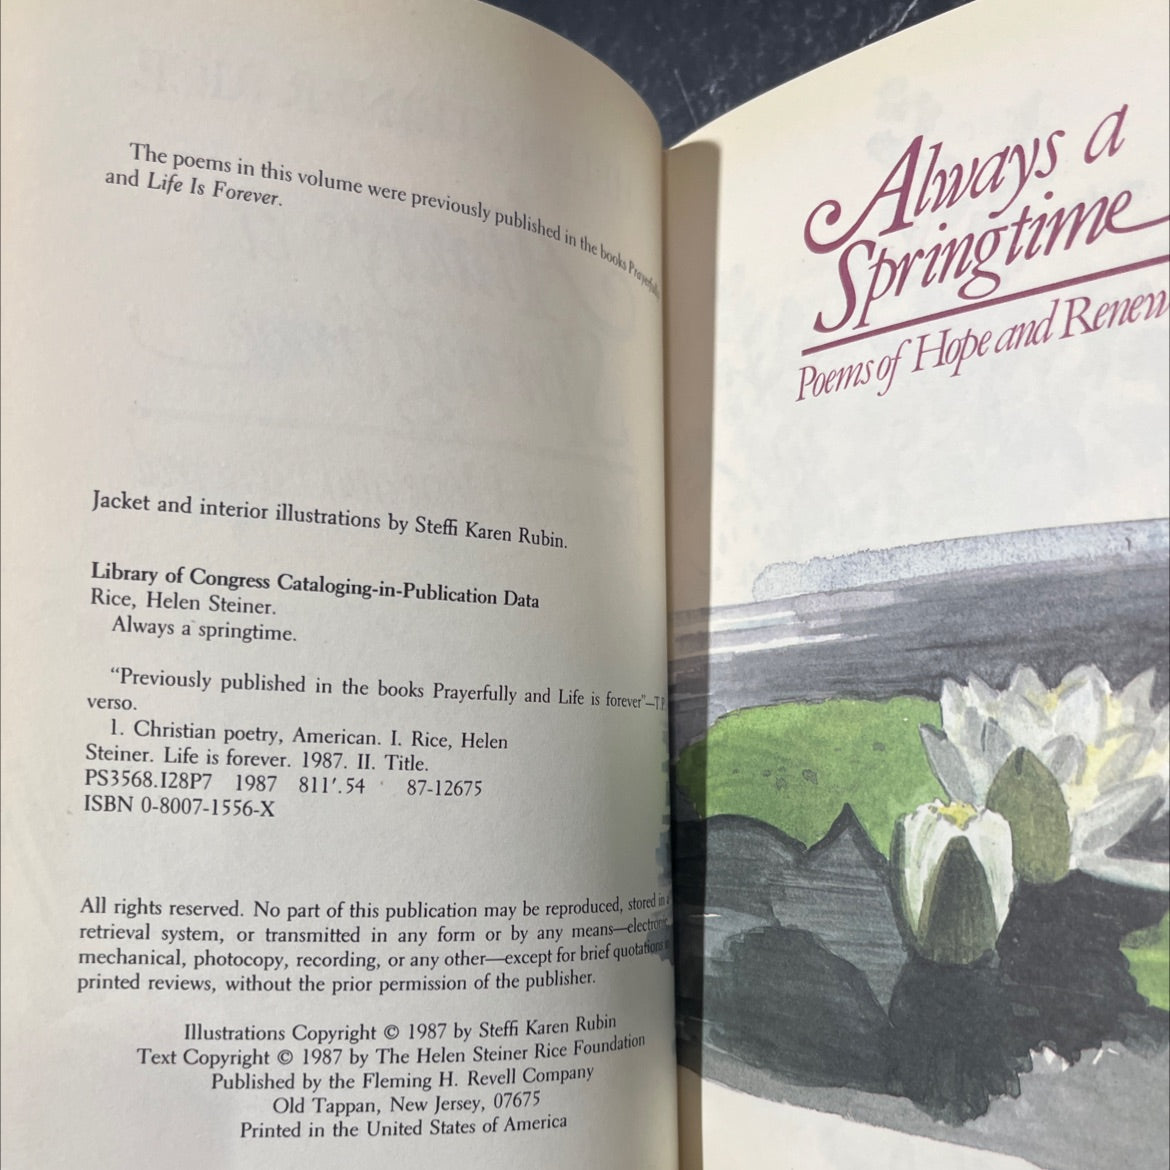 The poems in this volume were previously published in the books Prayerfully
and Life Is Forever.
Jacket and interior illustrations by Steffi Karen Rubin.
Library of Congress Cataloging-in-Publication Data
Rice, Helen Steiner.
Always a springtime.
“Previously published in the books Prayerfully and Life is forever”—T.P.
verso.
1. Christian poetry, American. I. Rice, Helen
Steiner. Life is forever. 1987. II. Title.
PS3568.I28P7 1987 811'.54 87-12675
ISBN 0-8007-1556-X
All rights reserved. No part of this publication may be reproduced, stored in a
retrieval system, or transmitted in any form or by any means—electronic,
mechanical, photocopy, recording, or any other—except for brief quotations in
printed reviews, without the prior permission of the publisher.
Illustrations Copyright © 1987 by Steffi Karen Rubin
Text Copyright © 1987 by The Helen Steiner Rice Foundation
Published by the Fleming H. Revell Company
Old Tappan, New Jersey, 07675
Printed in the United States of America
Always a
Springtime
Poems of Hope and Renew